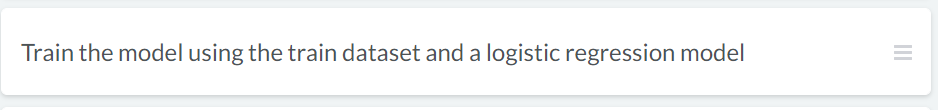 Train the model using the train dataset and a logistic regression model